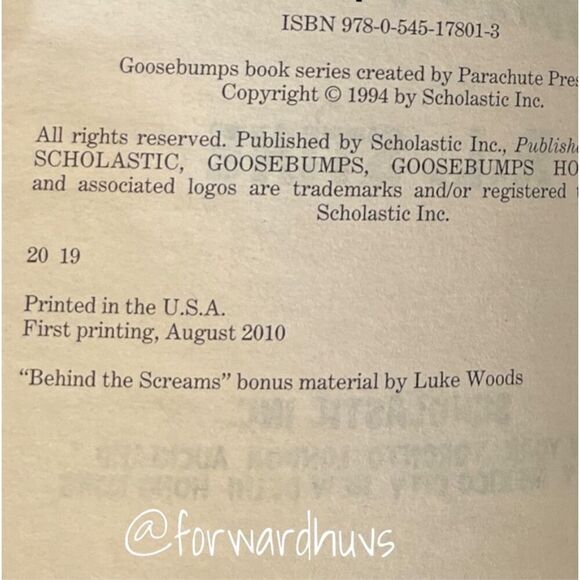 ISBN 978-0-545-17801-3
Goosebumps book series created by Parachute Pres
Copyright © 1994 by Scholastic Inc.
All rights reserved. Published by Scholastic Inc., Publish
SCHOLASTIC, GOOSEBUMPS, GOOSEBUMPS HO
and associated logos are trademarks and/or registered
Scholastic Inc.
20 19
Printed in the U.S.A.
First printing, August 2010
“Behind the Screams” bonus material by Luke Woods
@forwardhuvs